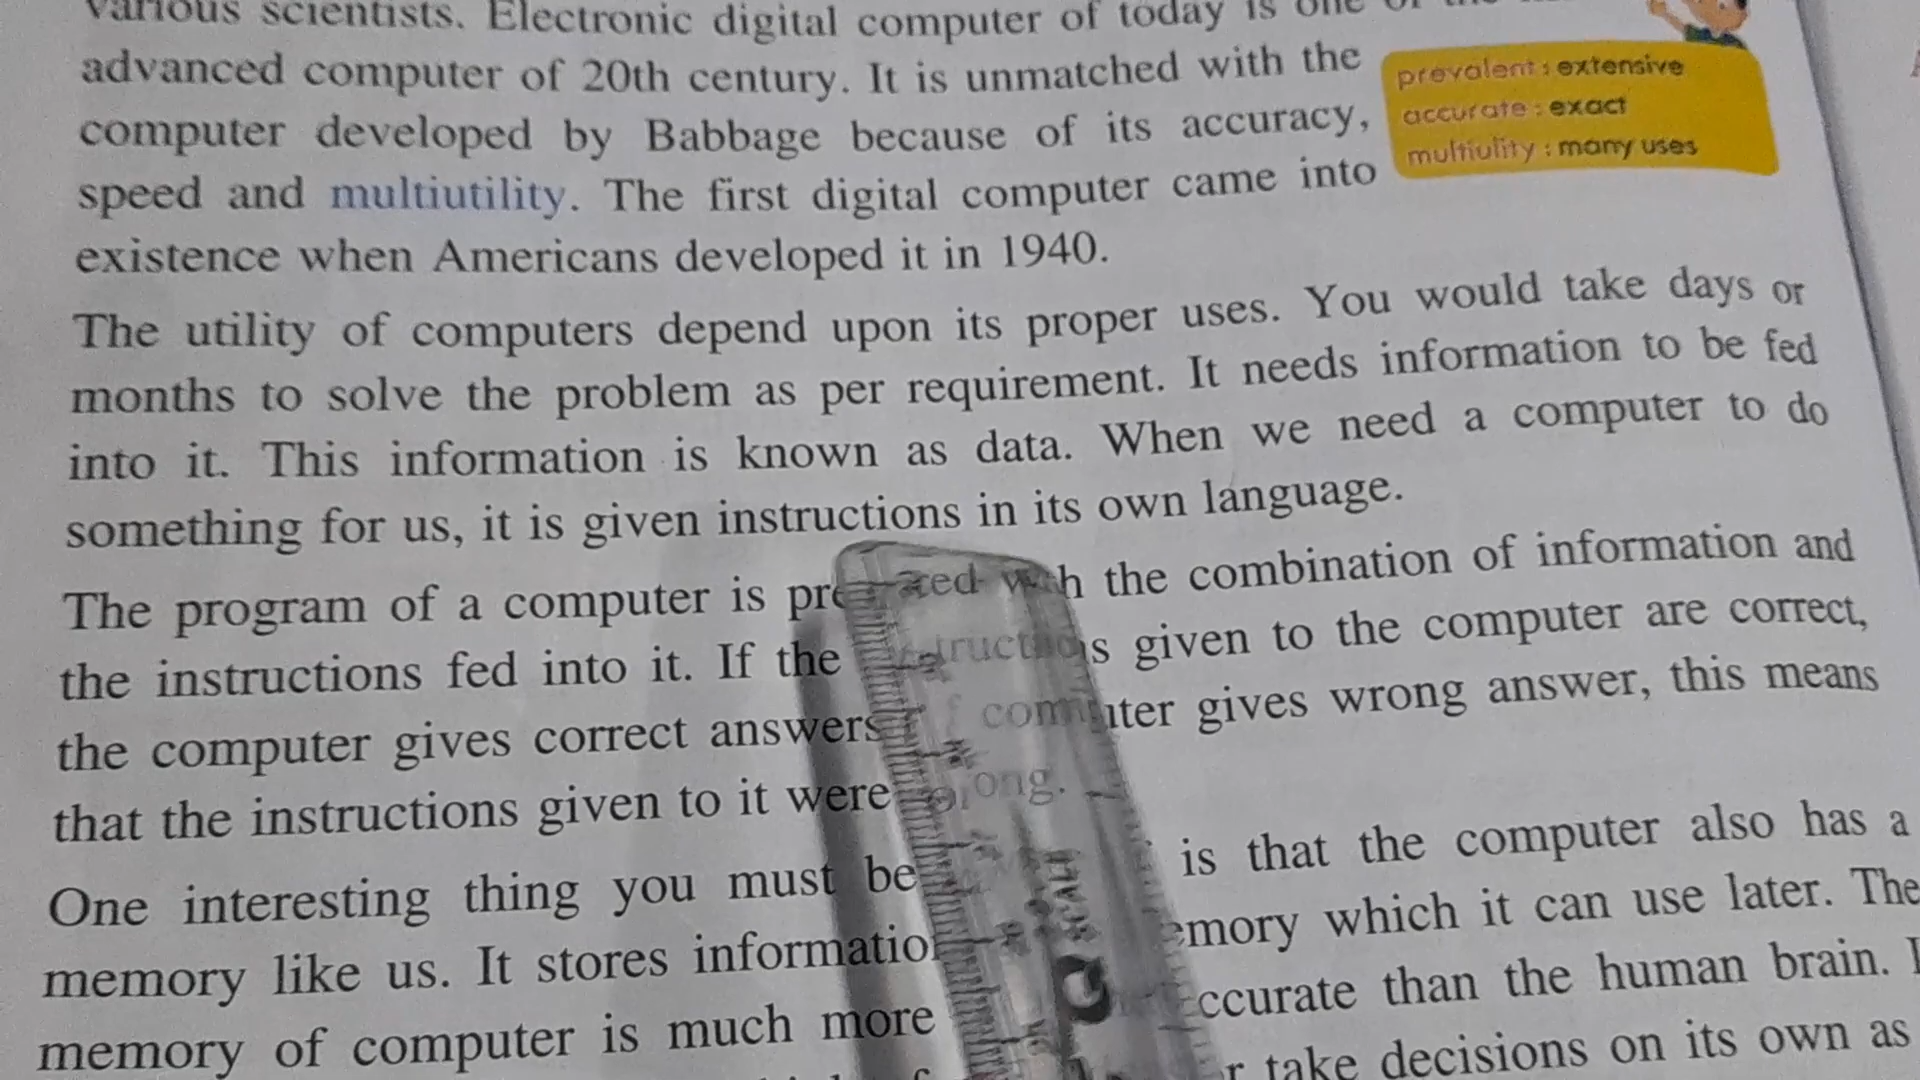 various scientists. Electronic digital computer of today is one of the
advanced computer of 20th century. It is unmatched with the
computer developed by Babbage because of its accuracy,
speed and multiutility. The first digital computer came into
existence when Americans developed it in 1940.
prevalent : extensive
accurate : exact
multiulity : many uses
The utility of computers depend upon its proper uses. You would take days or
months to solve the problem as per requirement. It needs information to be fed
into it. This information is known as data. When we need a computer to do
something for us, it is given instructions in its own language.
The program of a computer is the combination of information and
the instructions fed into it. If the given to the computer are correct,
the computer gives correct answers computer gives wrong answer, this means
that the instructions given to it were
One interesting thing you must be is that the computer also has a
memory like us. It stores which it can use later. The
memory of computer is much more than the human brain.
take decisions on its own as